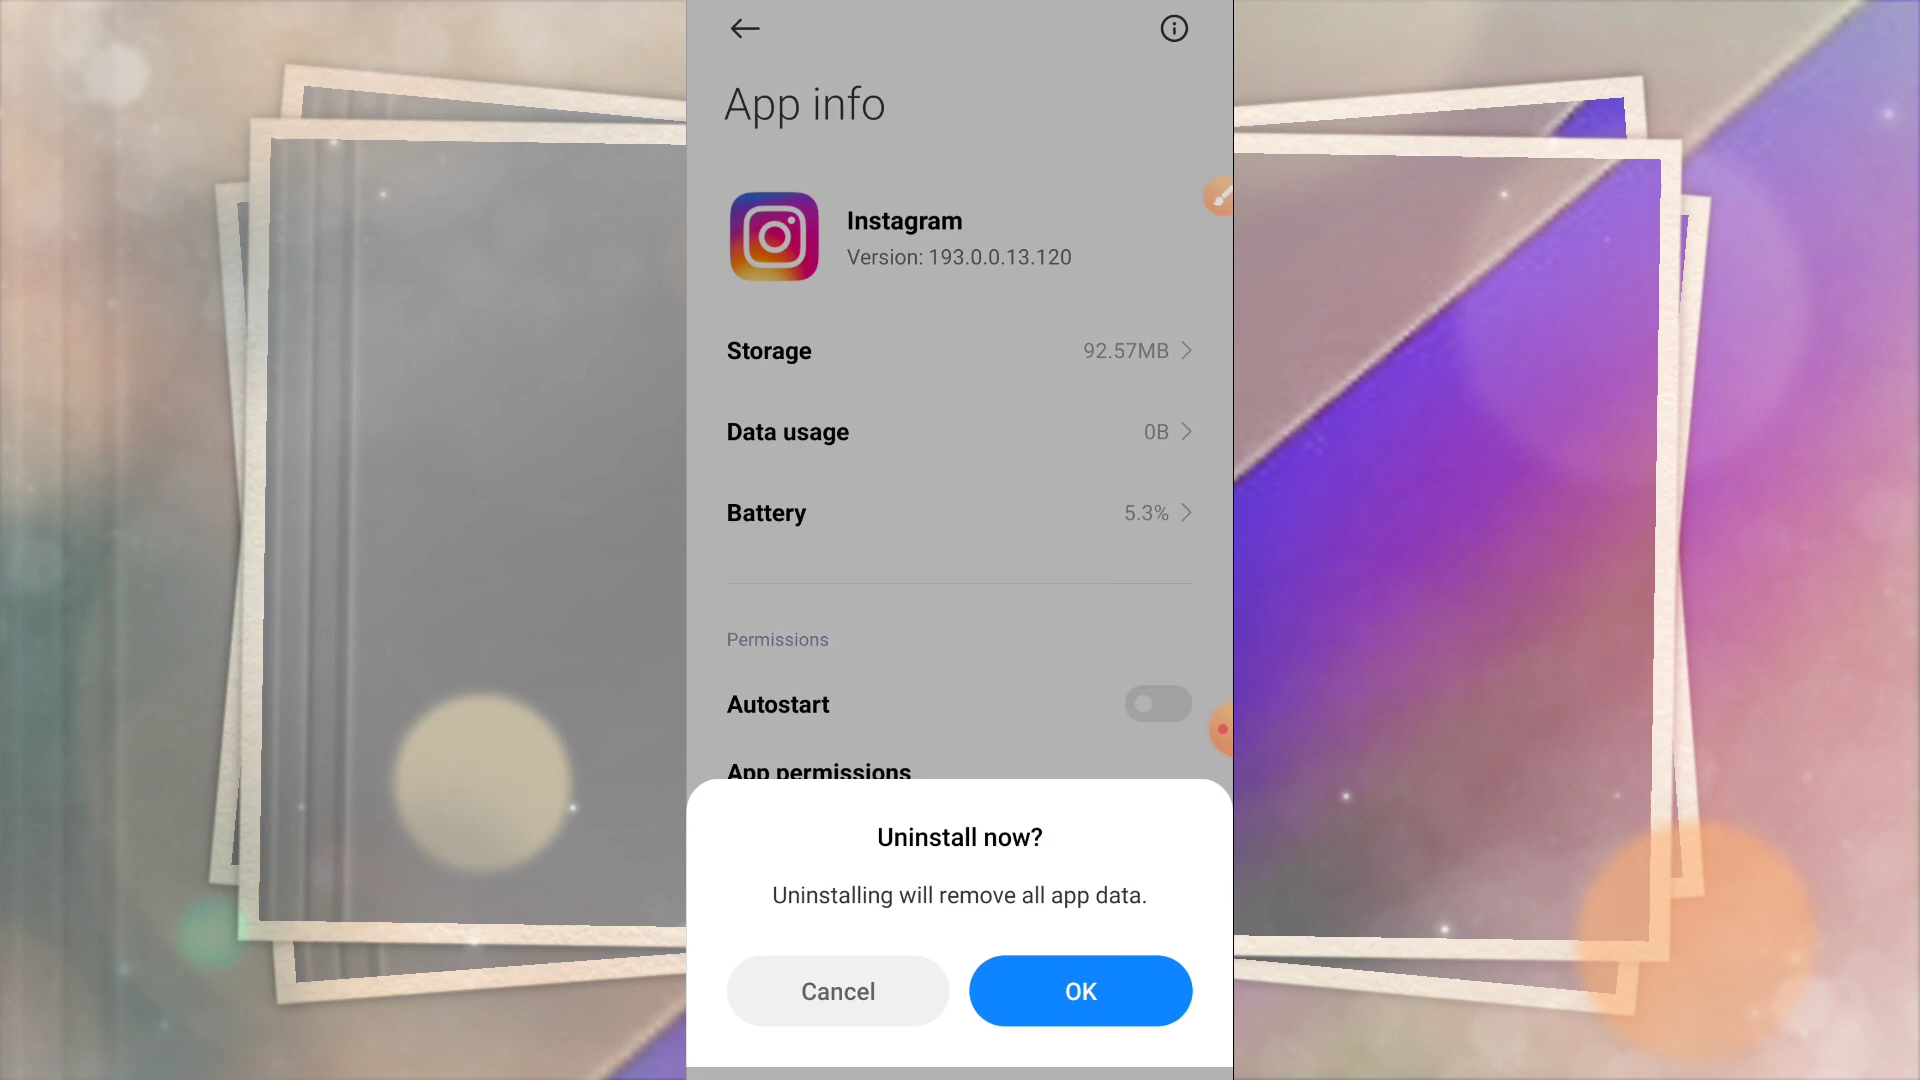 App info
Instagram
Version: 193.0.0.13.120
Storage 92.57MB
Data usage 0B
Battery 5.3%
Permissions
Autostart
App permissions
Uninstall now?
Uninstalling will remove all app data.
Cancel OK